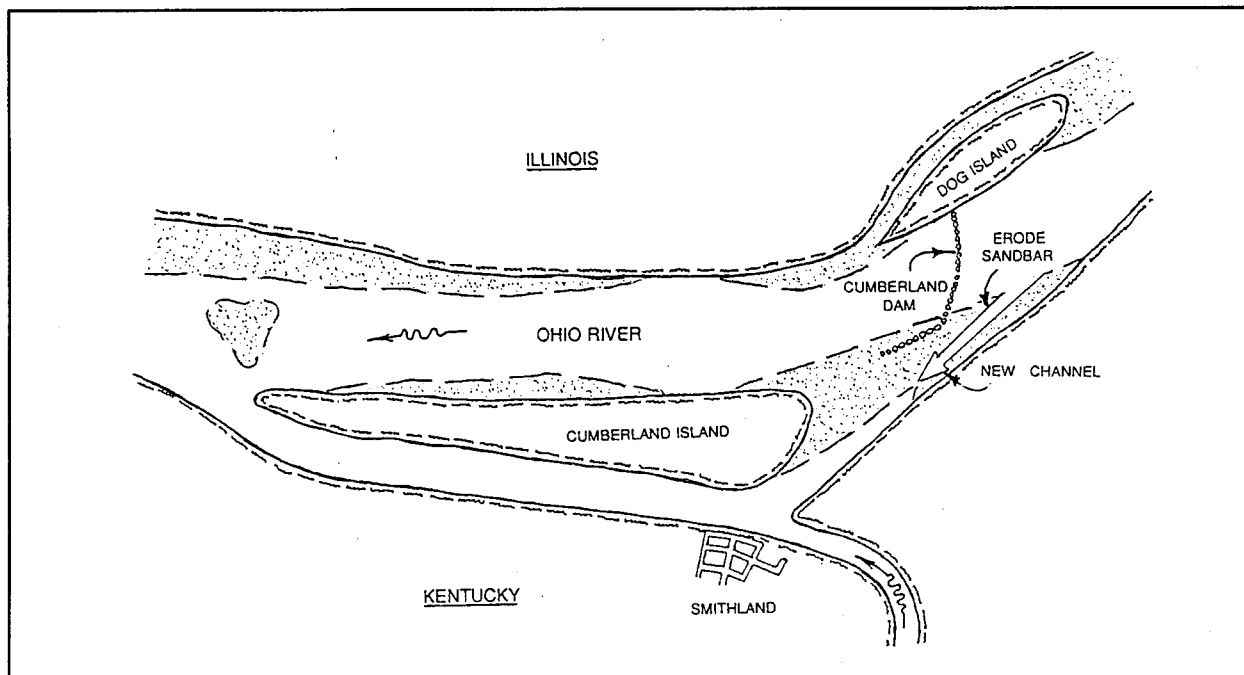 ILLINOIS
DOG ISLAND
ERODE
SANDBAR
CUMBERLAND
DAM
OHIO RIVER
NEW CHANNEL
CUMBERLAND ISLAND
KENTUCKY
SMITHLAND